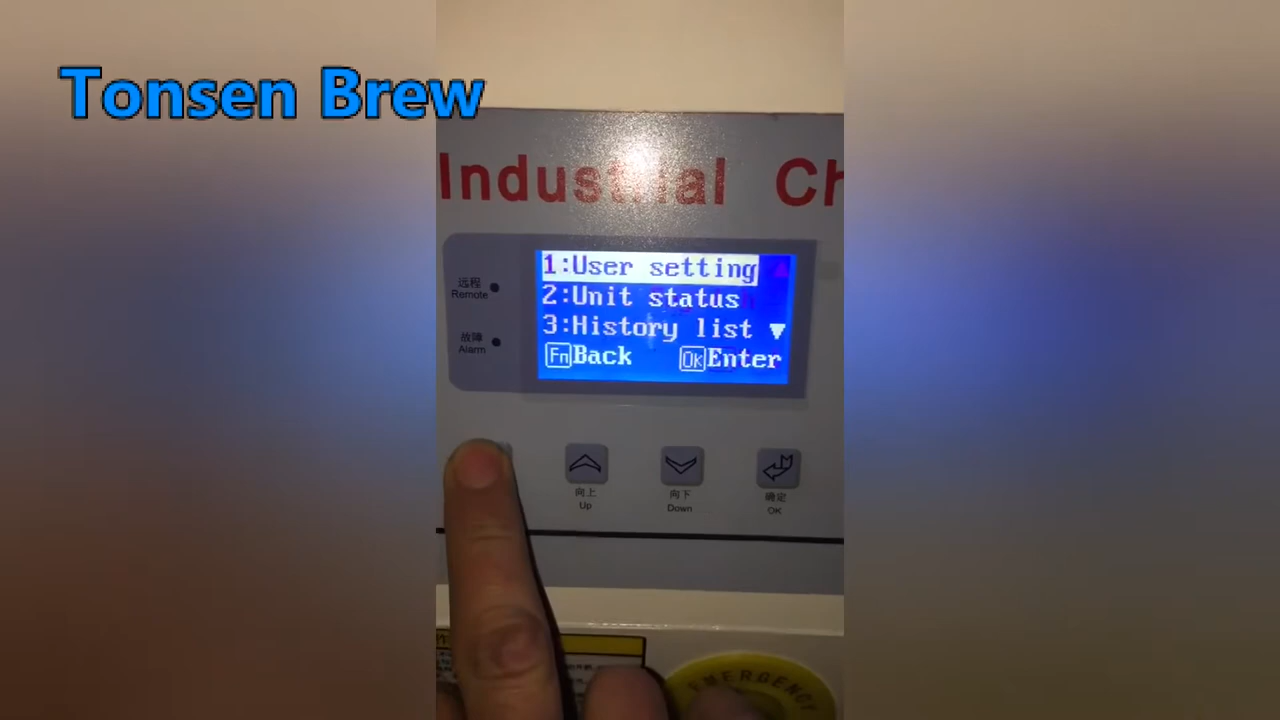 Tonsen Brew
Industrial Ch
远程
Remote
故障
Alarm
1:User setting
2:Unit status
3:History list ▼
Fn Back OK Enter
向上
Up
向下
Down
确定
OK
EMERGENCY